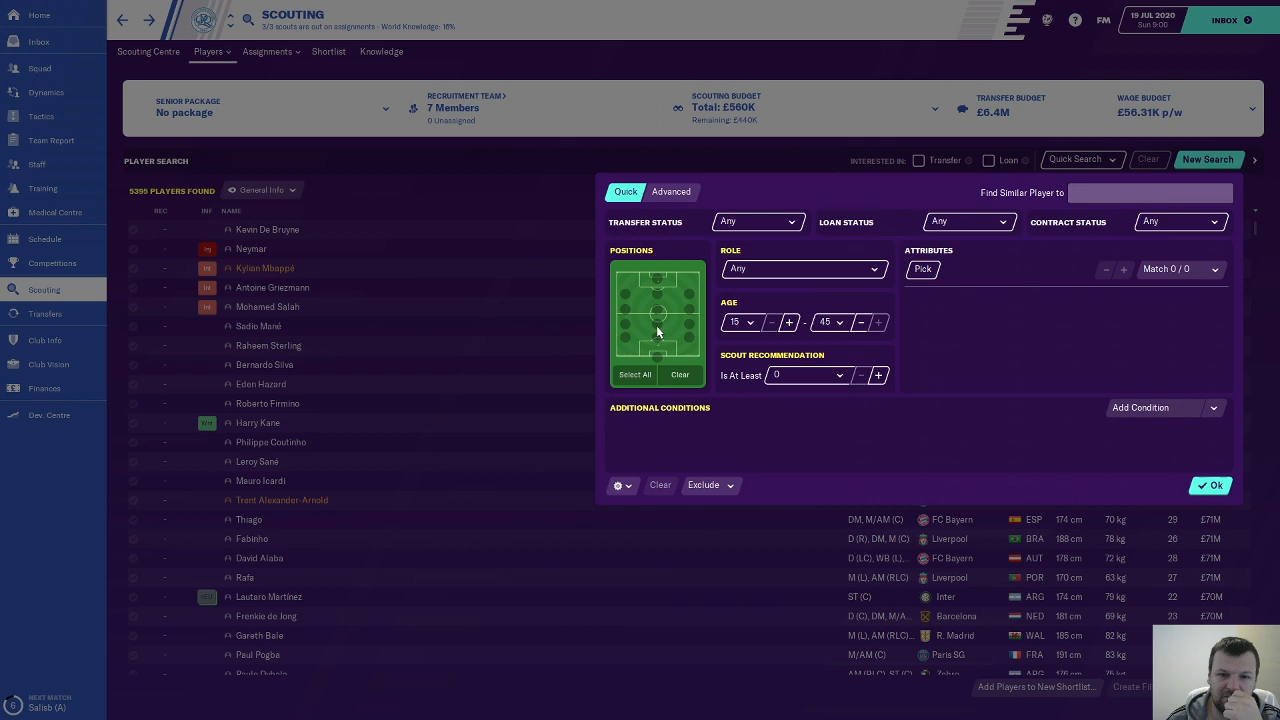 Home
SCOUTING
3/3 scouts are out on assignments - World Knowledge: 16%
FM
19 JUL 2020
Sun 9:00
INBOX
Inbox
Scouting Centre
Players
Assignments
Shortlist
Knowledge
Squad
Dynamics
Tactics
Team Report
Staff
Training
Medical Centre
Schedule
Competitions
Scouting
Transfers
Club Info
Club Vision
Finances
Dev. Centre
SENIOR PACKAGE
No package
RECRUITMENT TEAM
7 Members
0 Unassigned
SCOUTING BUDGET
Total: £560K
Remaining: £440K
TRANSFER BUDGET
£6.4M
WAGE BUDGET
£56.31K p/w
PLAYER SEARCH
INTERESTED IN:
Transfer
Loan
Quick Search
Clear
New Search
5395 PLAYERS FOUND
General Info
REC
INF
NAME
Kevin De Bruyne
Inj Neymar
Int Kylian Mbappé
Int Antoine Griezmann
Int Mohamed Salah
Sadio Mané
Raheem Sterling
Bernardo Silva
Eden Hazard
Roberto Firmino
Wnt Harry Kane
Philippe Coutinho
Leroy Sané
Mauro Icardi
Trent Alexander-Arnold
Quick
Advanced
Find Similar Player to
TRANSFER STATUS
Any
LOAN STATUS
Any
CONTRACT STATUS
Any
POSITIONS
ROLE
Any
ATTRIBUTES
Pick
Match 0 / 0
AGE
15
-
45
SCOUT RECOMMENDATION
Is At Least
0
Select All
Clear
ADDITIONAL CONDITIONS
Add Condition
Clear
Exclude
Ok
Thiago DM, M/AM (C) FC Bayern ESP 174 cm 70 kg 29 £71M
Fabinho D (R), DM, M (C) Liverpool BRA 188 cm 78 kg 26 £71M
David Alaba D (LC), WB (L),... FC Bayern AUT 178 cm 72 kg 28 £71M
Rafa M (L), AM (RLC) Liverpool POR 170 cm 63 kg 27 £71M
Lautaro Martínez ST (C) Inter ARG 174 cm 79 kg 22 £70M
Frenkie de Jong D (C), DM, M/A... Barcelona NED 181 cm 69 kg 23 £70M
Gareth Bale M (L), AM (RLC) R. Madrid WAL 185 cm 82 kg
Paul Pogba M/AM (C) Paris SG FRA 191 cm 83 kg
Add Players to New Shortlist...
NEXT MATCH
6 Salisb (A)